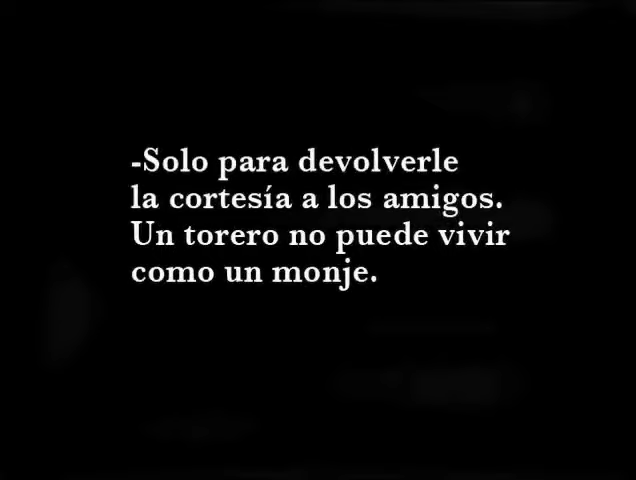 -Solo para devolverle
la cortesía a los amigos.
Un torero no puede vivir
como un monje.